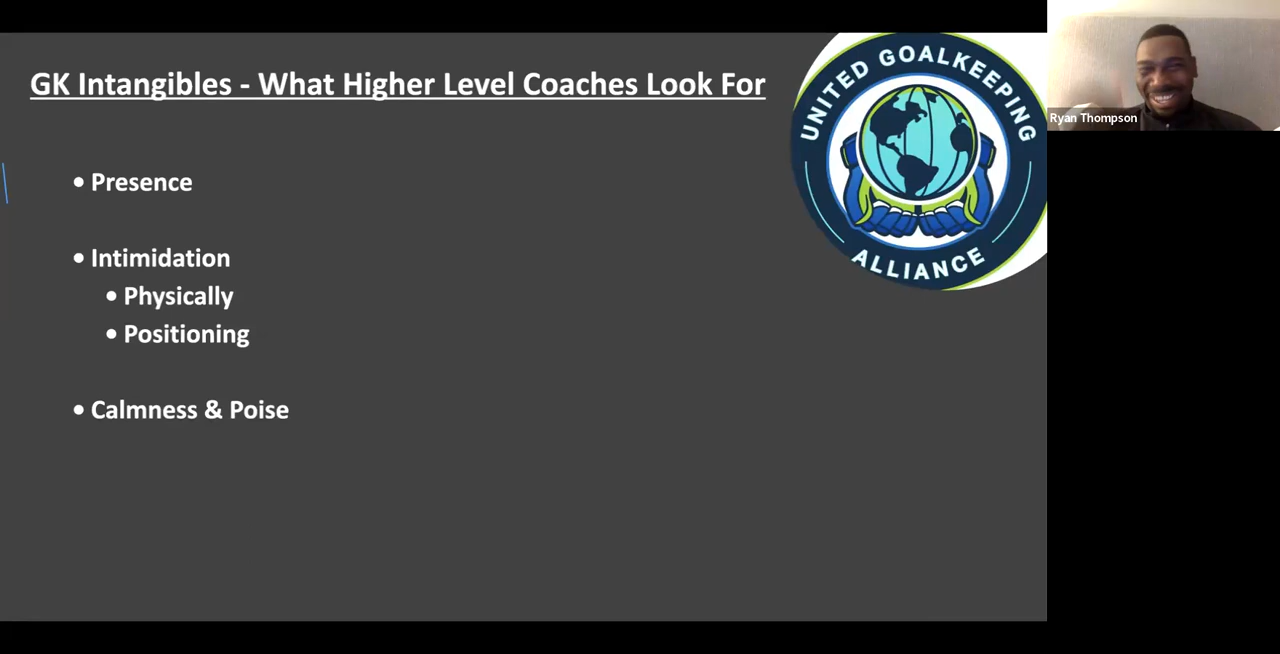 GK Intangibles - What Higher Level Coaches Look For
• Presence
• Intimidation
• Physically
• Positioning
• Calmness & Poise
UNITED GOALKEEPING
ALLIANCE
Ryan Thompson